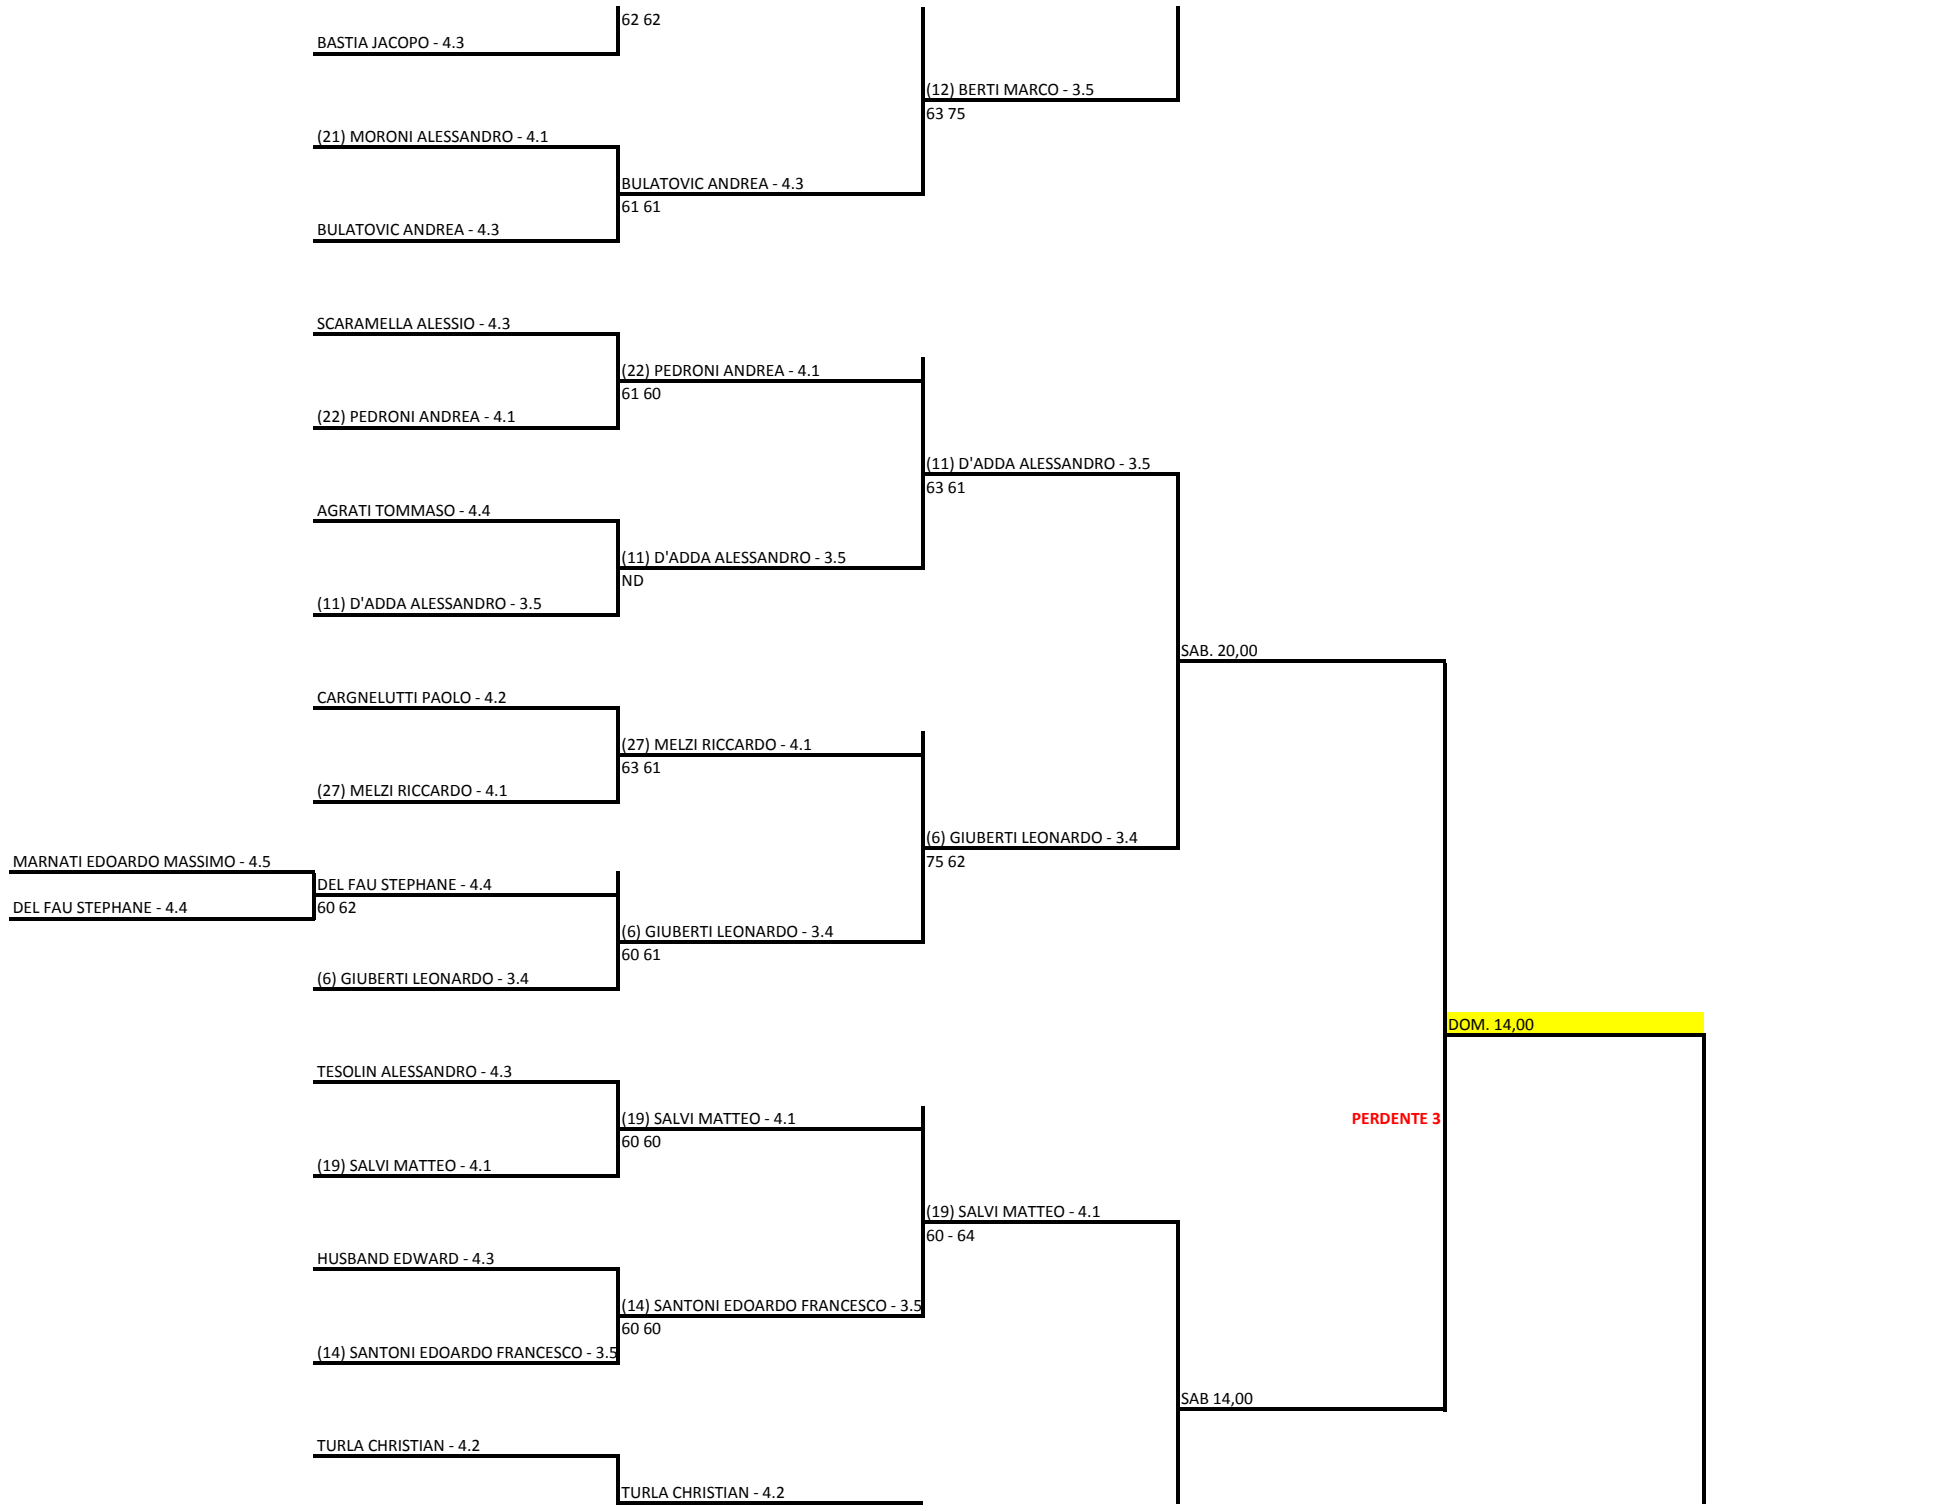 62 62
BASTIA JACOPO - 4.3
(12) BERTI MARCO - 3.5
63 75
(21) MORONI ALESSANDRO - 4.1
BULATOVIC ANDREA - 4.3
61 61
BULATOVIC ANDREA - 4.3
SCARAMELLA ALESSIO - 4.3
(22) PEDRONI ANDREA - 4.1
61 60
(22) PEDRONI ANDREA - 4.1
(11) D'ADDA ALESSANDRO - 3.5
63 61
AGRATI TOMMASO - 4.4
(11) D'ADDA ALESSANDRO - 3.5
ND
(11) D'ADDA ALESSANDRO - 3.5
SAB. 20,00
CARGNELUTTI PAOLO - 4.2
(27) MELZI RICCARDO - 4.1
63 61
(27) MELZI RICCARDO - 4.1
(6) GIUBERTI LEONARDO - 3.4
75 62
MARNATI EDOARDO MASSIMO - 4.5
DEL FAU STEPHANE - 4.4
DEL FAU STEPHANE - 4.4
60 62
(6) GIUBERTI LEONARDO - 3.4
60 61
(6) GIUBERTI LEONARDO - 3.4
DOM. 14,00
TESOLIN ALESSANDRO - 4.3
(19) SALVI MATTEO - 4.1
60 60
PERDENTE 3
(19) SALVI MATTEO - 4.1
(19) SALVI MATTEO - 4.1
60 - 64
HUSBAND EDWARD - 4.3
(14) SANTONI EDOARDO FRANCESCO - 3.5
60 60
(14) SANTONI EDOARDO FRANCESCO - 3.5
SAB 14,00
TURLA CHRISTIAN - 4.2
TURLA CHRISTIAN - 4.2